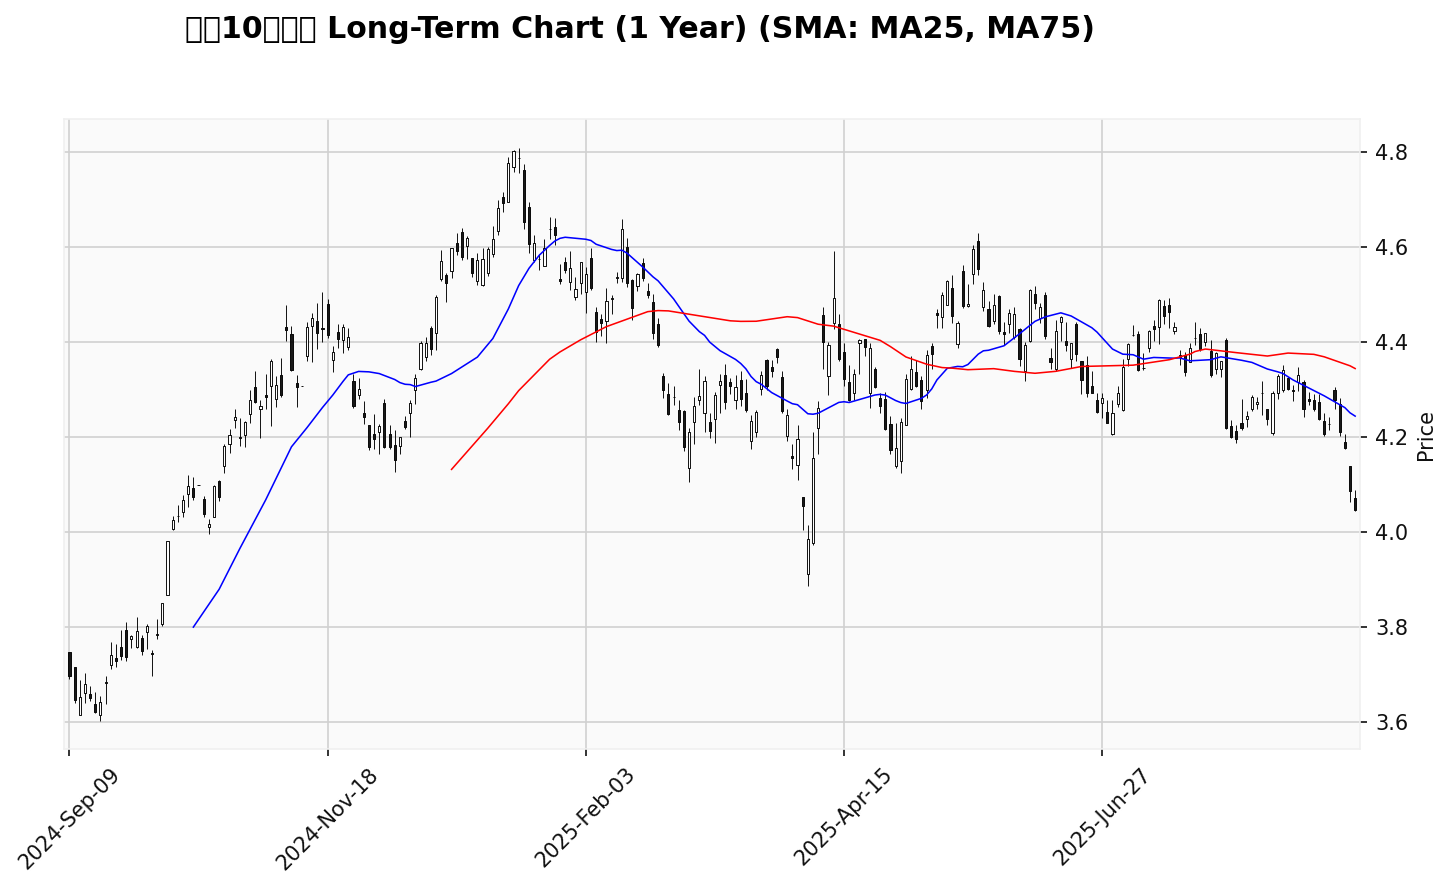 10 Long-Term Chart (1 Year) (SMA: MA25, MA75)
4.8
4.6
4.4
4.2
4.0
3.8
3.6
Price
2024-Sep-09
2024-Nov-18
2025-Feb-03
2025-Apr-15
2025-Jun-27